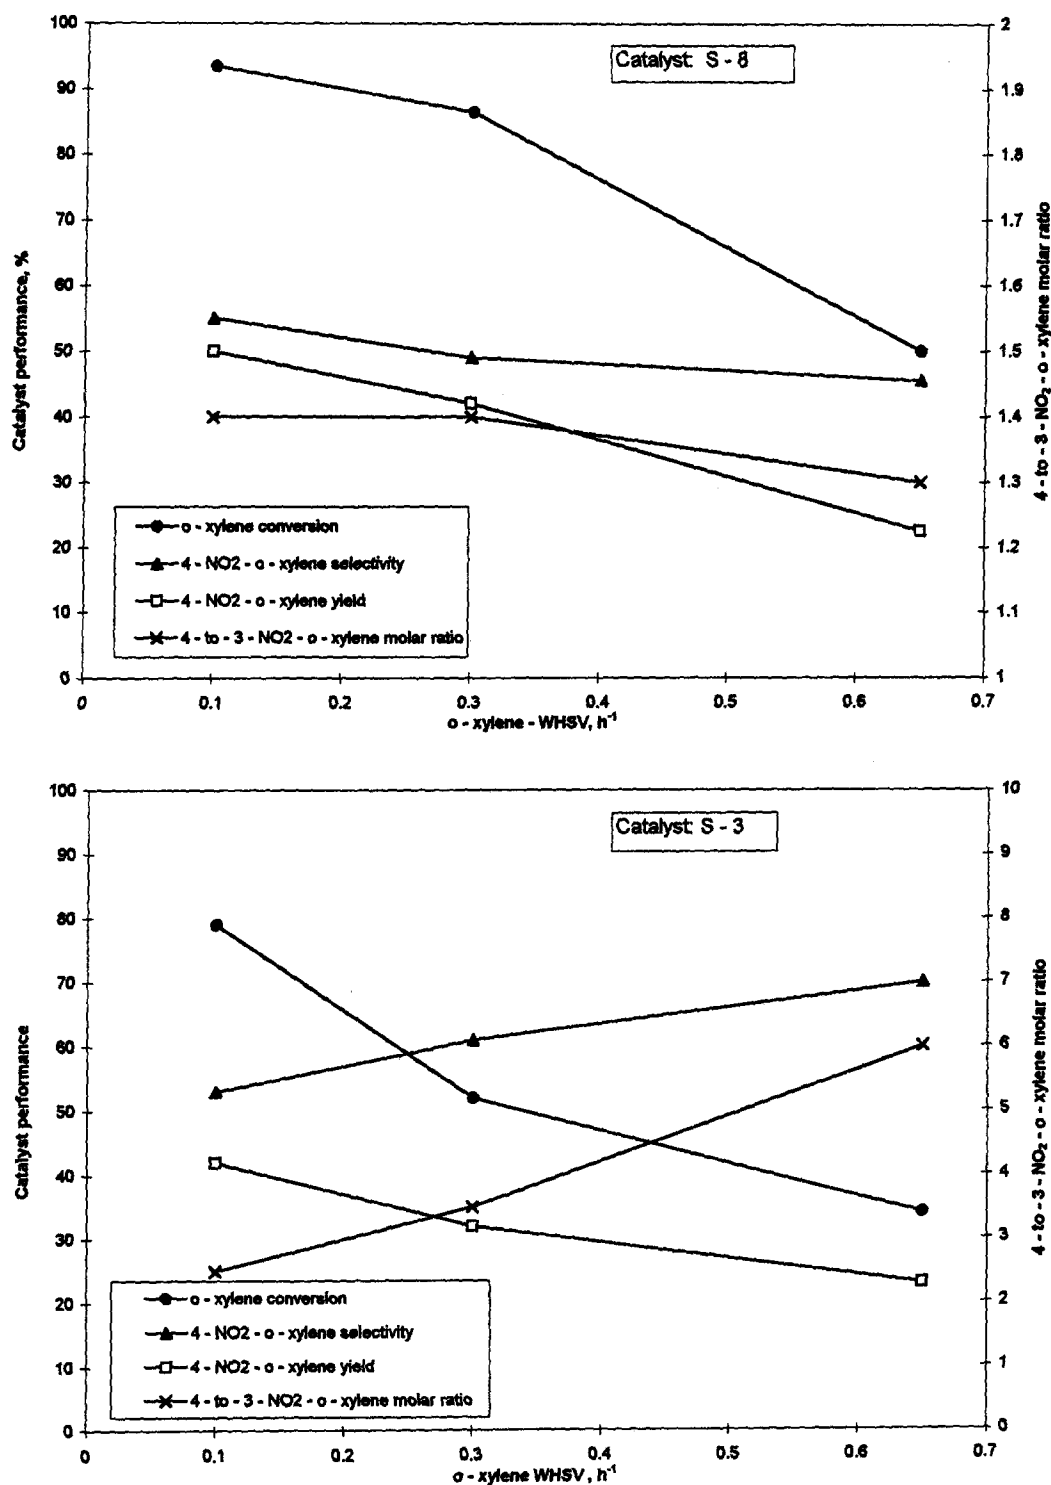 Catalyst: S - 8
Catalyst performance, %
100
90
80
70
60
50
40
30
20
10
0
2
1.9
1.8
1.7
1.6
1.5
1.4
1.3
1.2
1.1
1
4 - to - 3 - NO₂ - o - xylene molar ratio
o - xylene conversion
4 - NO2 - o - xylene selectivity
4 - NO2 - o - xylene yield
4 - to - 3 - NO2 - o - xylene molar ratio
0 0.1 0.2 0.3 0.4 0.5 0.6 0.7
o - xylene - WHSV, h⁻¹
Catalyst: S - 3
Catalyst performance
100
90
80
70
60
50
40
30
20
10
0
10
9
8
7
6
5
4
3
2
1
0
4 - to - 3 - NO₂ - o - xylene molar ratio
o - xylene conversion
4 - NO2 - o - xylene selectivity
4 - NO2 - o - xylene yield
4 - to - 3 - NO2 - o - xylene molar ratio
0 0.1 0.2 0.3 0.4 0.5 0.6 0.7
o - xylene WHSV, h⁻¹